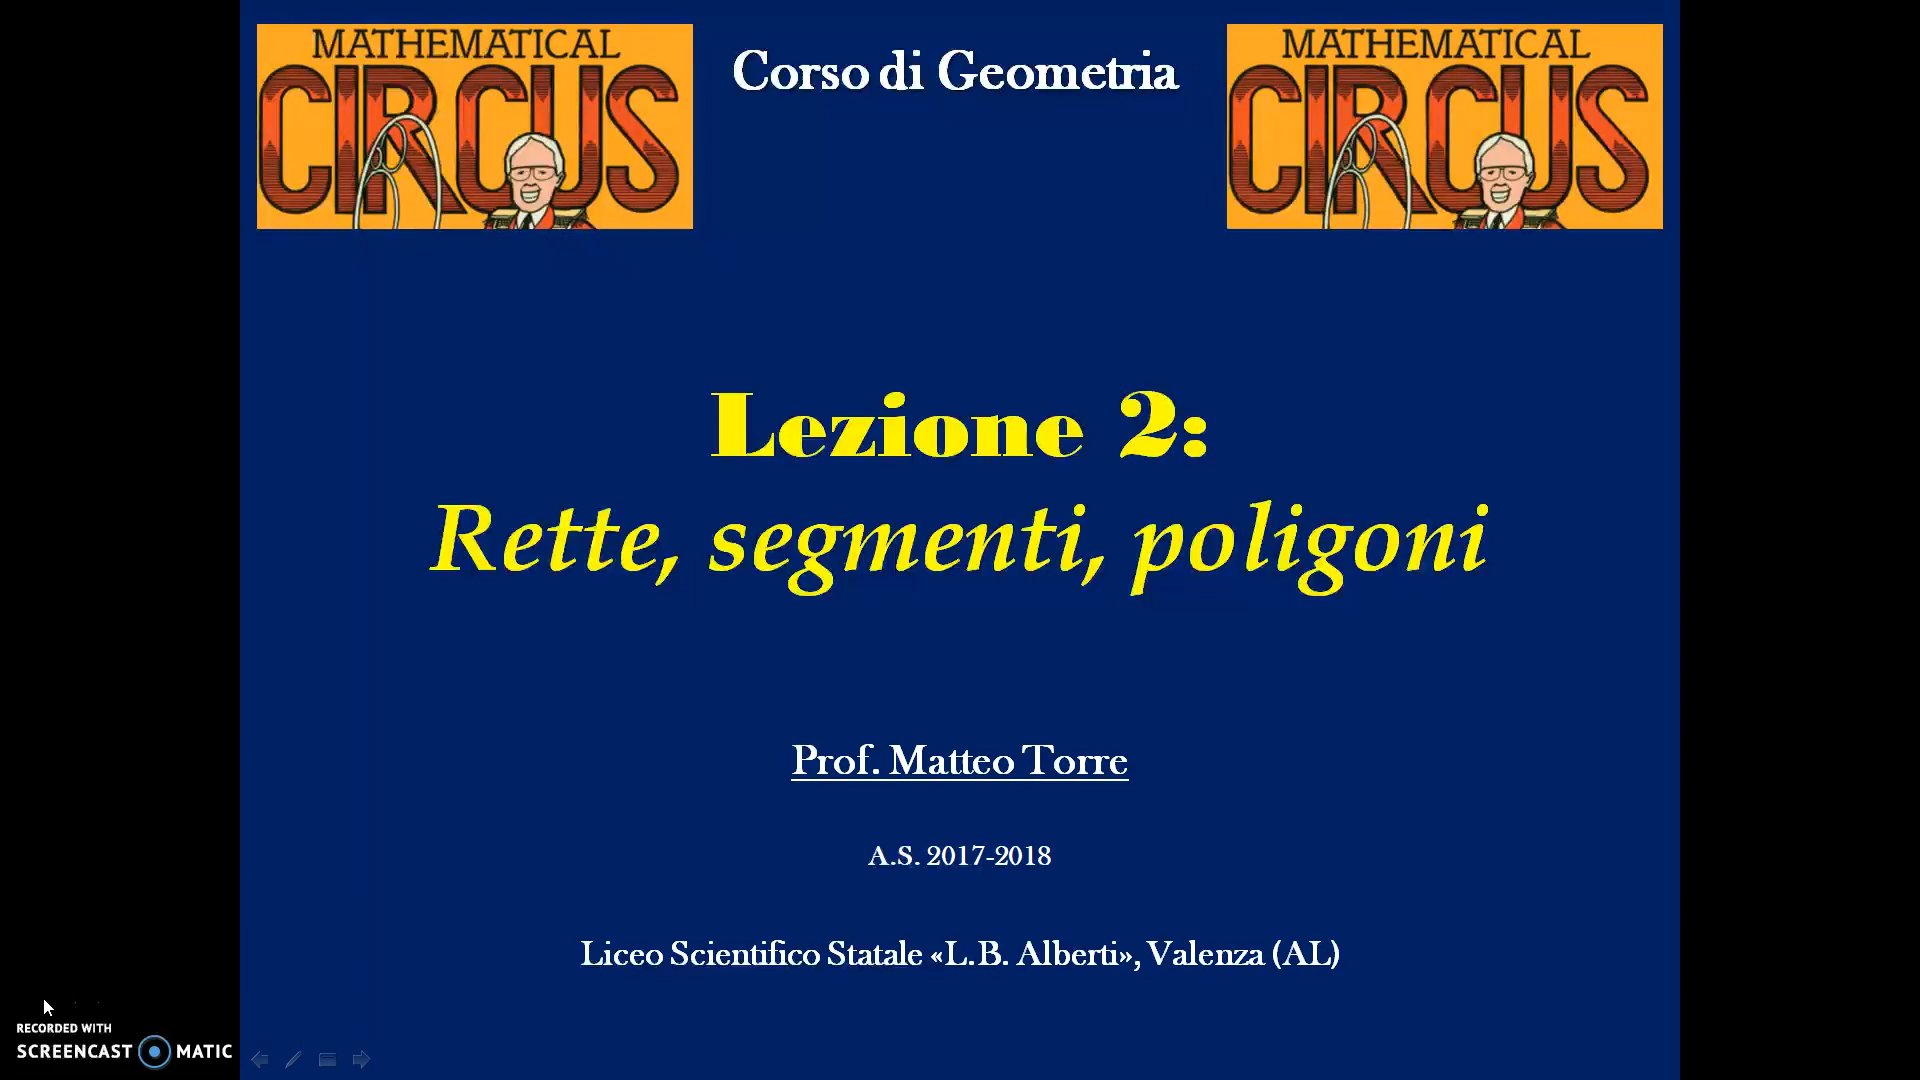 MATHEMATICAL
CIRCUS
Corso di Geometria
MATHEMATICAL
CIRCUS
Lezione 2:
Rette, segmenti, poligoni
Prof. Matteo Torre
A.S. 2017-2018
Liceo Scientifico Statale «L.B. Alberti», Valenza (AL)
RECORDED WITH
SCREENCAST MATIC